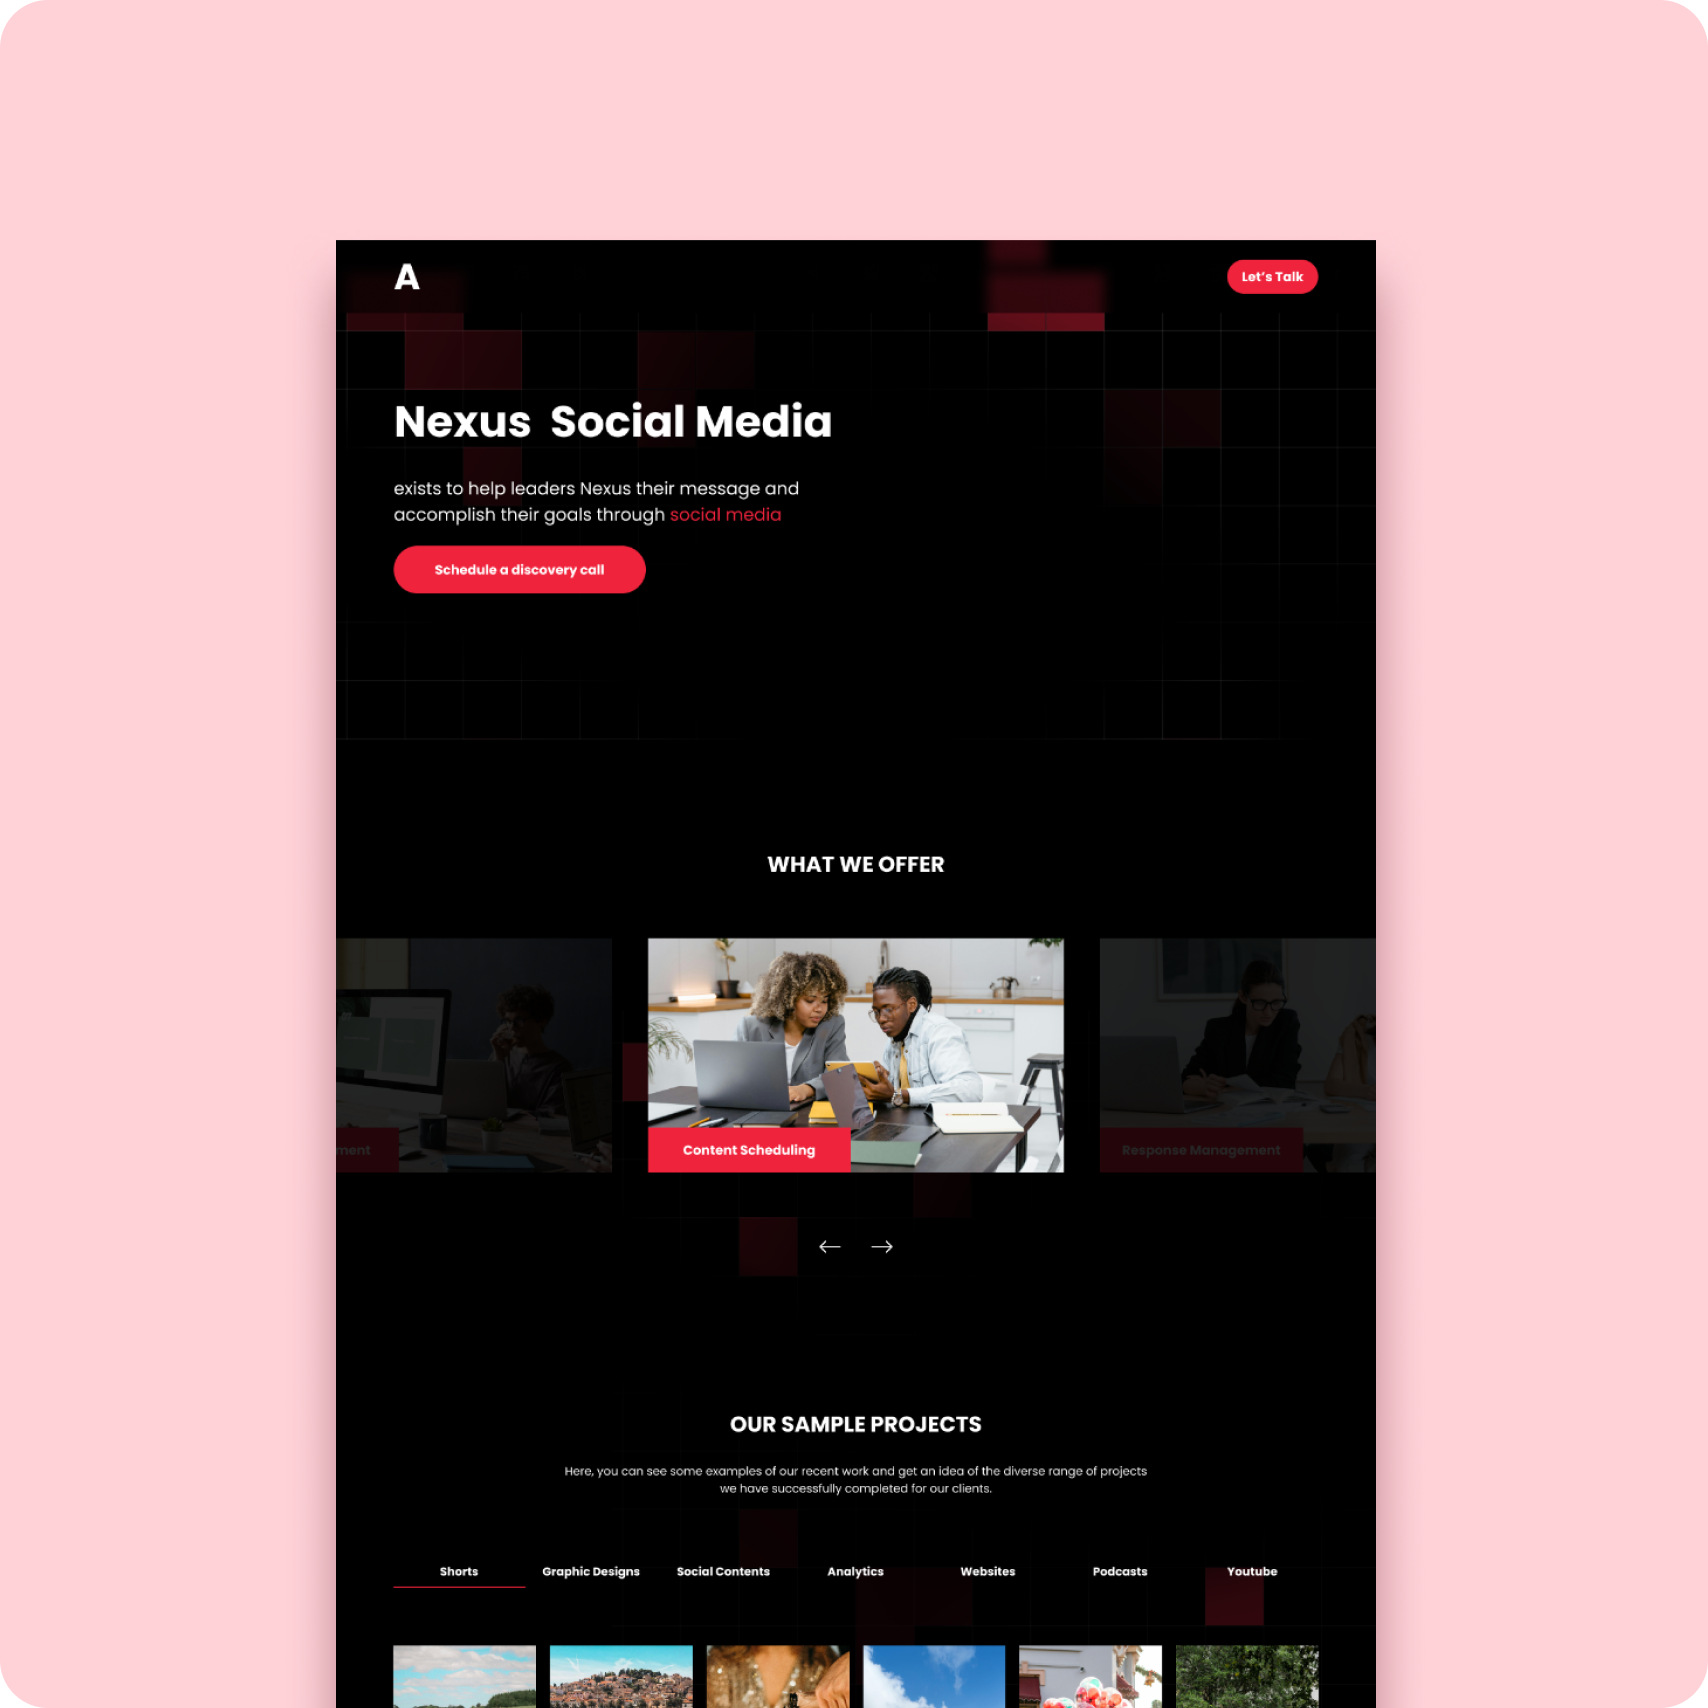 A
Let's Talk
Nexus  Social Media
exists to help leaders Nexus their message and
accomplish their goals through social media
Schedule a discovery call
WHAT WE OFFER
ment
Content Scheduling
Response Management
OUR SAMPLE PROJECTS
Here, you can see some examples of our recent work and get an idea of the diverse range of projects
we have successfully completed for our clients.
Shorts
Graphic Designs
Social Contents
Analytics
Websites
Podcasts
Youtube